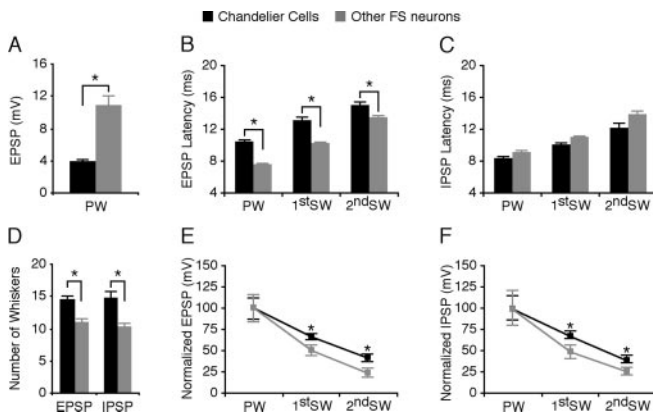 Chandelier Cells Other FS neurons
A
EPSP (mV)
16
12
8
4
0
*
PW
B
EPSP Latency (ms)
20
16
12
8
4
*
*
*
PW 1stSW 2ndSW
C
IPSP Latency (ms)
20
16
12
8
4
PW 1stSW 2ndSW
D
Number of Whiskers
20
15
10
5
0
*
*
EPSP IPSP
E
Normalized EPSP (mV)
150
125
100
75
50
25
0
*
*
PW 1stSW 2ndSW
F
Normalized IPSP (mV)
150
125
100
75
50
25
0
*
*
PW 1stSW 2ndSW